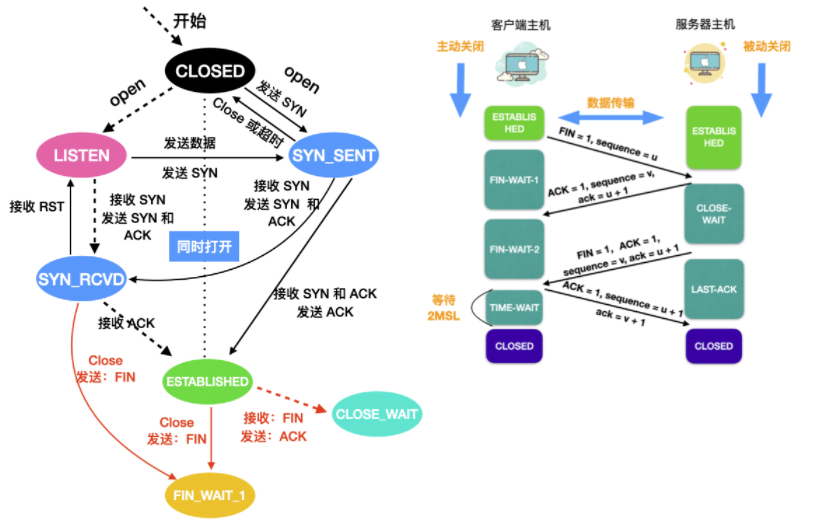 开始
CLOSED
open
open
发送 SYN
Close 或超时
LISTEN
发送数据
发送 SYN
SYN_SENT
接收 RST
接收 SYN
发送 SYN 和
ACK
接收 SYN
发送 SYN 和
ACK
同时打开
SYN_RCVD
接收 SYN 和 ACK
发送 ACK
接收 ACK
Close
发送：FIN
ESTABLISHED
Close
发送：FIN
接收：FIN
发送：ACK
CLOSE_WAIT
FIN_WAIT_1
客户端主机
服务器主机
主动关闭
被动关闭
数据传输
ESTABLIS
HED
ESTABLIS
HED
FIN = 1, sequence = u
FIN-WAIT-1
ACK = 1, sequence = v,
ack = u + 1
CLOSE-
WAIT
FIN-WAIT-2
FIN = 1, ACK = 1,
sequence = v, ack = u + 1
LAST-ACK
等待
2MSL
TIME-WAIT
ACK = 1, sequence = u + 1
ack = v + 1
CLOSED
CLOSED